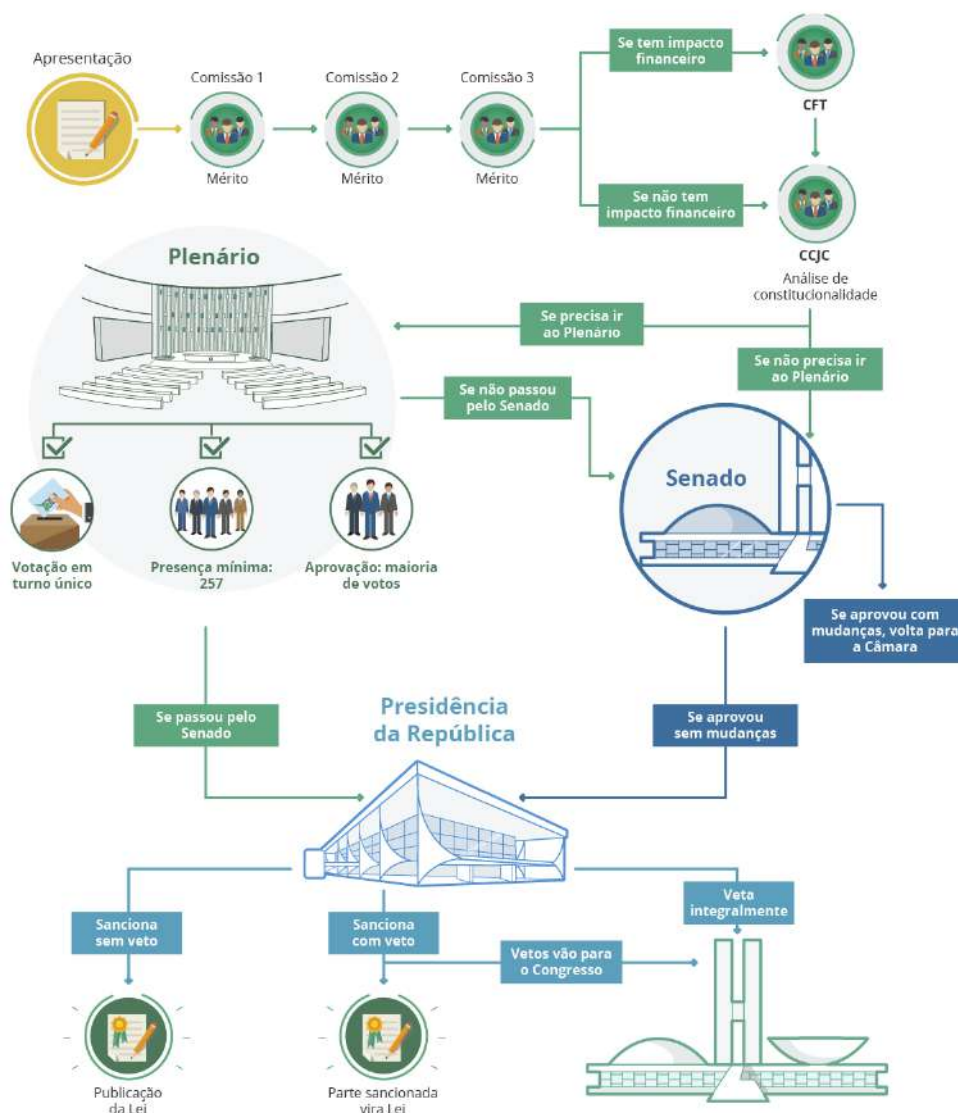 Apresentação
Comissão 1
Comissão 2
Comissão 3
Mérito
Mérito
Mérito
Se tem impacto
financeiro
CFT
Se não tem
impacto financeiro
CCJC
Análise de
constitucionalidade
Plenário
Se precisa ir
ao Plenário
Se não precisa ir
ao Plenário
Se não passou
pelo Senado
Senado
Votação em
turno único
Presença mínima:
257
Aprovação: maioria
de votos
Se aprovou com
mudanças, volta para
a Câmara
Se passou pelo
Senado
Presidência
da República
Se aprovou
sem mudanças
Sanciona
sem veto
Sanciona
com veto
Veta
integralmente
Vetos vão para
o Congresso
Publicação
da Lei
Parte sancionada
vira Lei